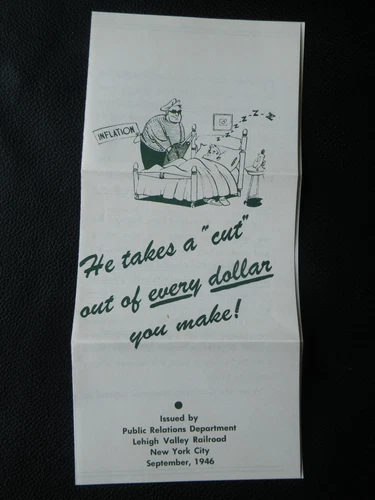 INFLATION
Z Z-Z-Z-Z
He takes a "cut"
out of every dollar
you make!
Issued by
Public Relations Department
Lehigh Valley Railroad
New York City
September, 1946